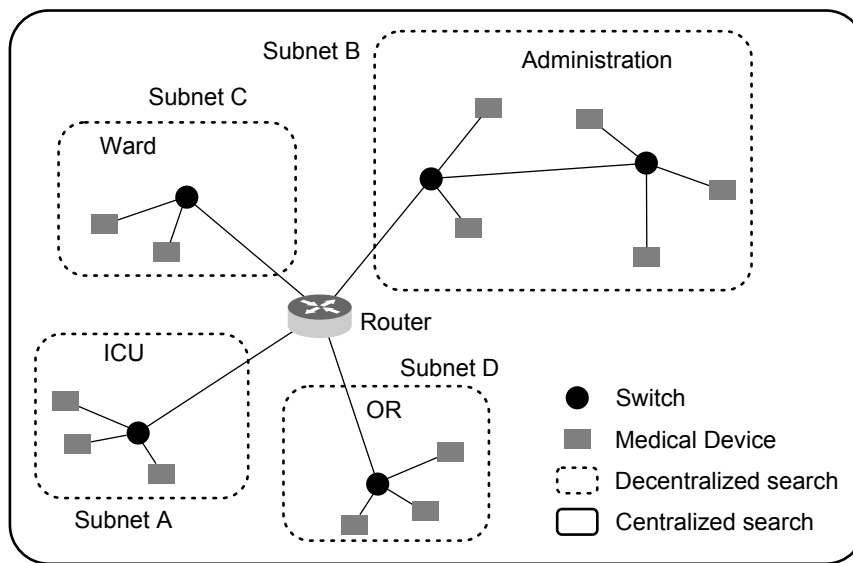 Subnet B
Administration
Subnet C
Ward
Router
ICU
Subnet D
OR
Subnet A
Switch
Medical Device
Decentralized search
Centralized search